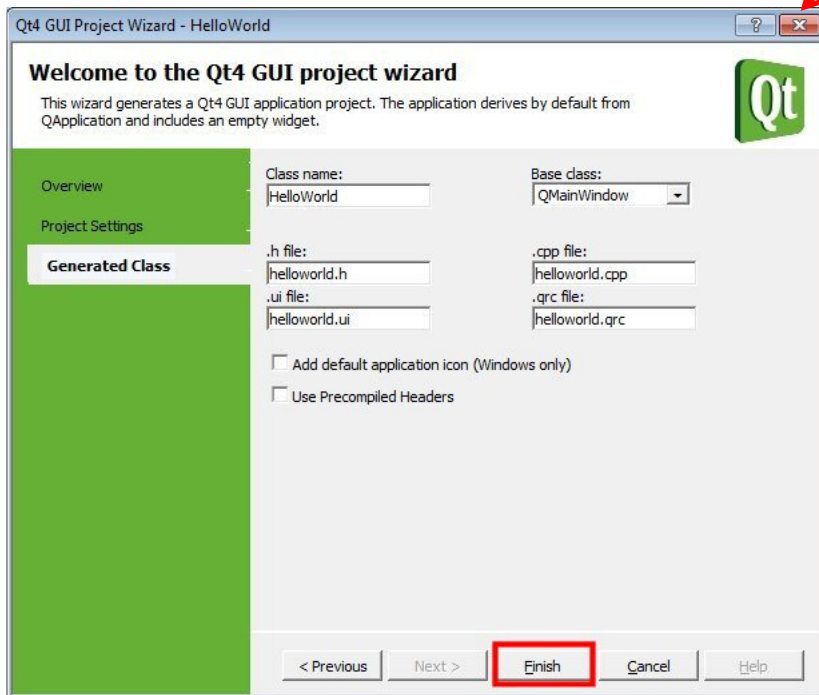 Qt4 GUI Project Wizard - HelloWorld
?
Welcome to the Qt4 GUI project wizard
This wizard generates a Qt4 GUI application project. The application derives by default from
QApplication and includes an empty widget.
Qt
Overview
Project Settings
Generated Class
Class name:
Base class:
HelloWorld
QMainWindow
.h file:
.cpp file:
helloworld.h
helloworld.cpp
.ui file:
.qrc file:
helloworld.ui
helloworld.qrc
Add default application icon (Windows only)
Use Precompiled Headers
< Previous
Next >
Finish
Cancel
Help